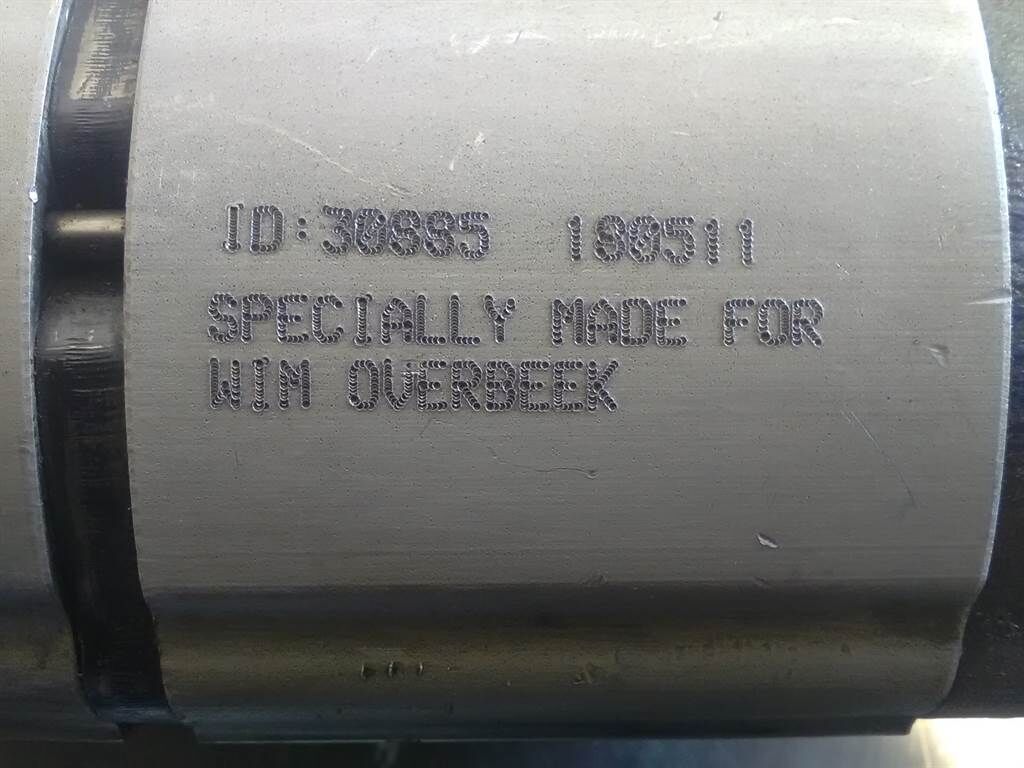 ID:30885 180511
SPECIALLY MADE FOR
WIM OVERBEEK